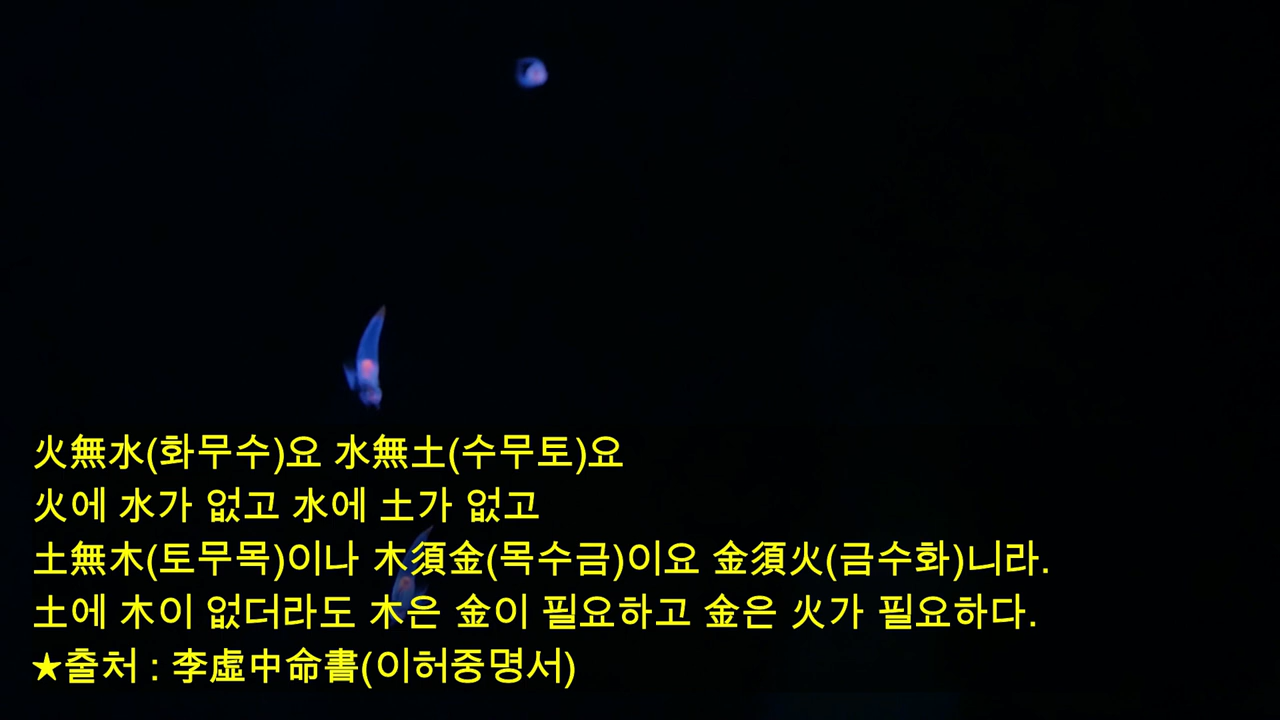 火無水(화무수)요 水無土(수무토)요
火에 水가 없고 水에 土가 없고
土無木(토무목)이나 木須金(목수금)이요 金須火(금수화)니라.
土에 木이 없더라도 木은 金이 필요하고 金은 火가 필요하다.
★출처 : 李虛中命書(이허중명서)